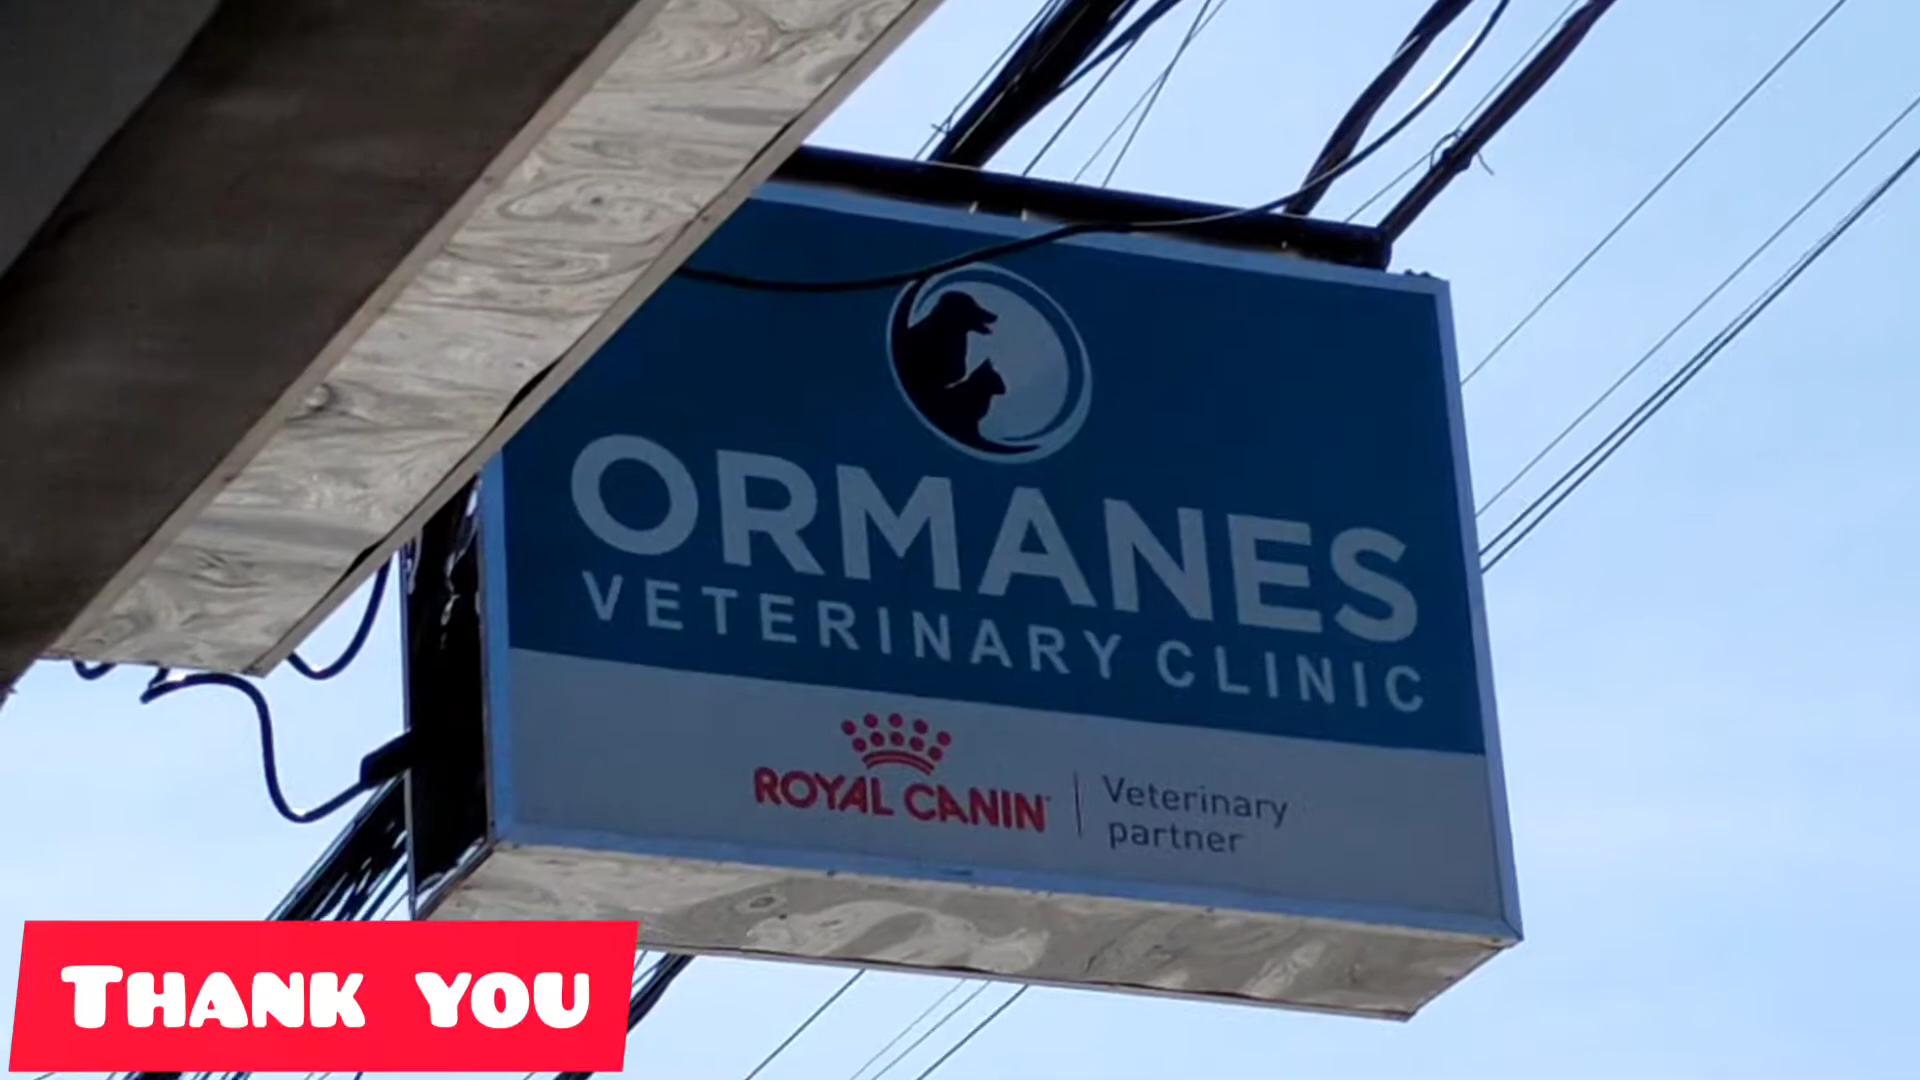 ORMANES
VETERINARY CLINIC
ROYAL CANIN
Veterinary
partner
THANK YOU